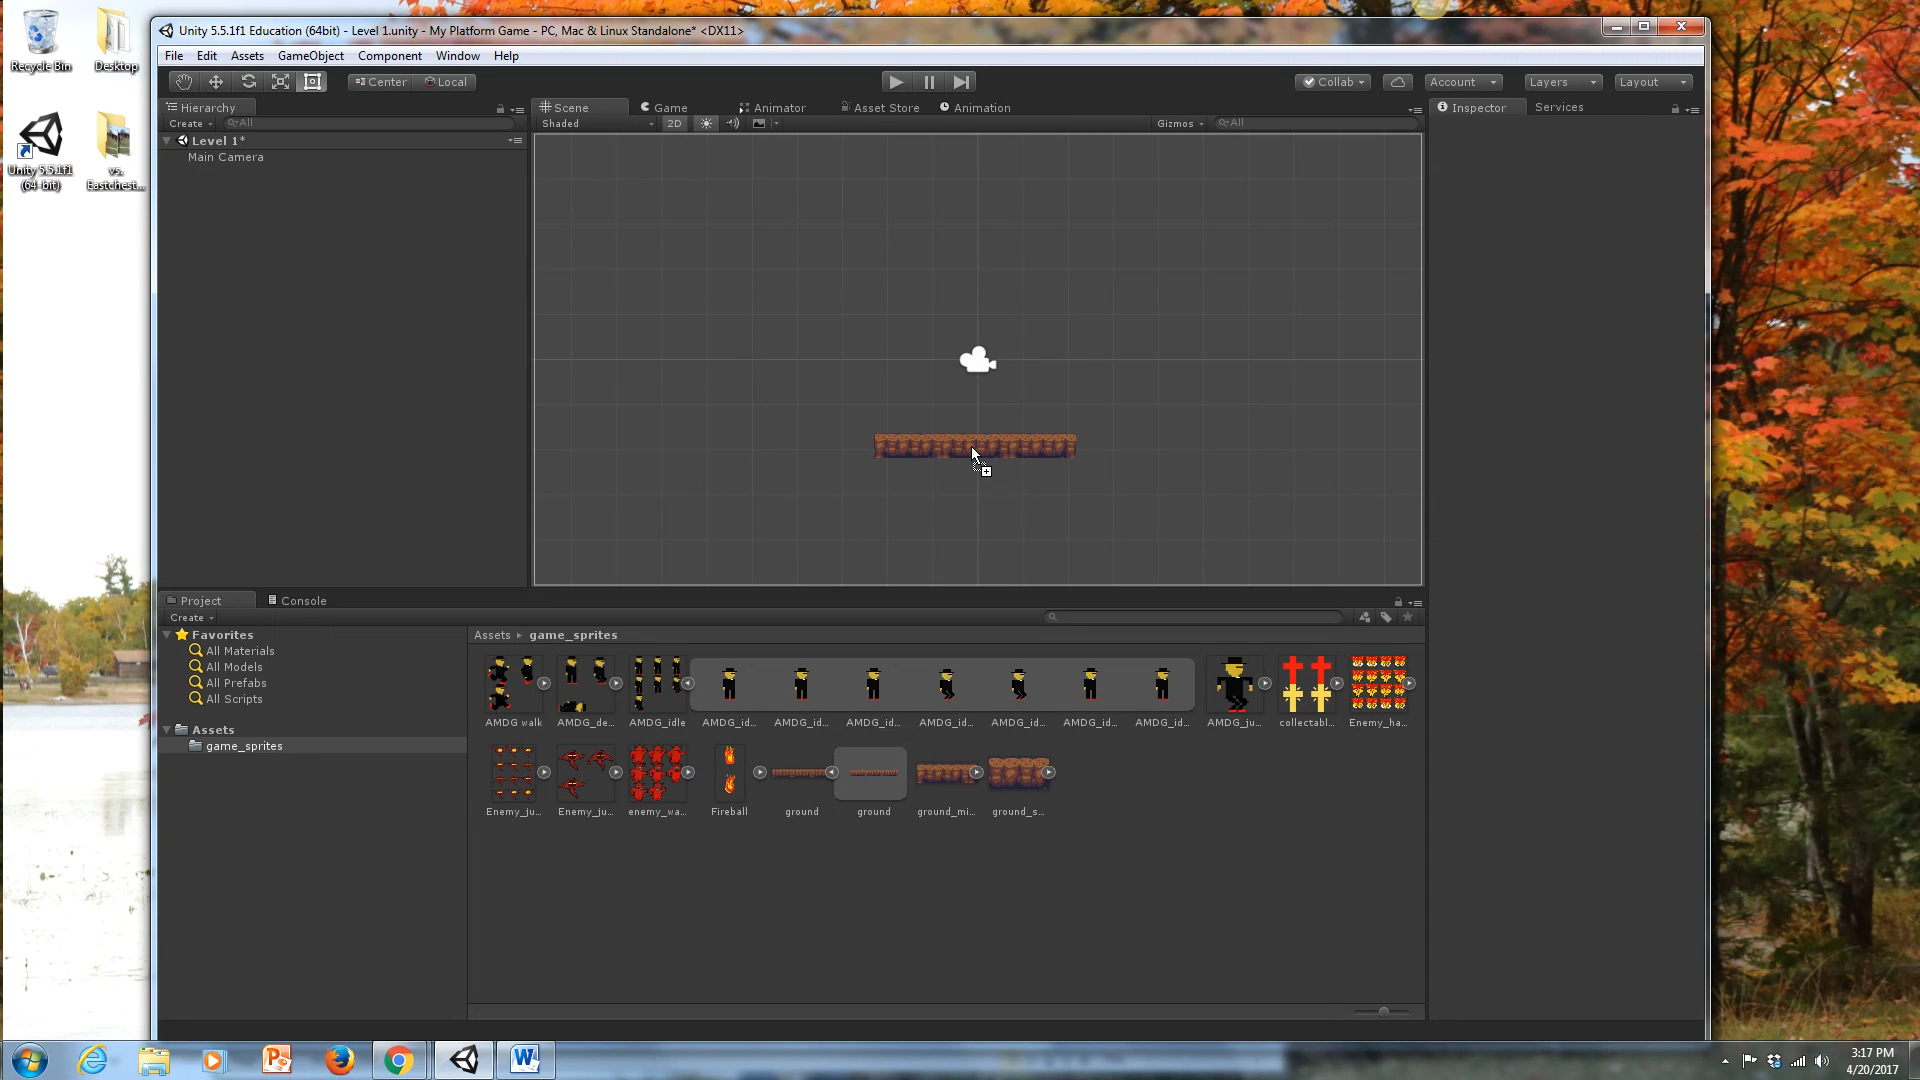 Unity 5.5.1f1 Education (64bit) - Level 1.unity - My Platform Game - PC, Mac & Linux Standalone* <DX11>
Recycle Bin
Desktop
File Edit Assets GameObject Component Window Help
Center Local
Collab
Account
Layers
Layout
Hierarchy
Scene
Game
Animator
Asset Store
Animation
Inspector
Services
Create
All
Shaded
2D
Gizmos
All
Level 1*
Main Camera
Unity 5.5.1f1 (64-bit)
vs. Eastchest...
Project
Console
Create
Favorites
Assets ▸ game_sprites
All Materials
All Models
All Scripts
All Prefabs
Assets
game_sprites
AMDG walk
AMDG_de...
AMDG_idle
AMDG_id...
AMDG_id...
AMDG_id...
AMDG_id...
AMDG_id...
AMDG_id...
AMDG_id...
AMDG_ju...
collectabl...
Enemy_ha...
Enemy_ju...
Enemy_ju...
enemy_wa...
Fireball
ground
ground
ground_mi...
ground_s...
3:17 PM
4/20/2017